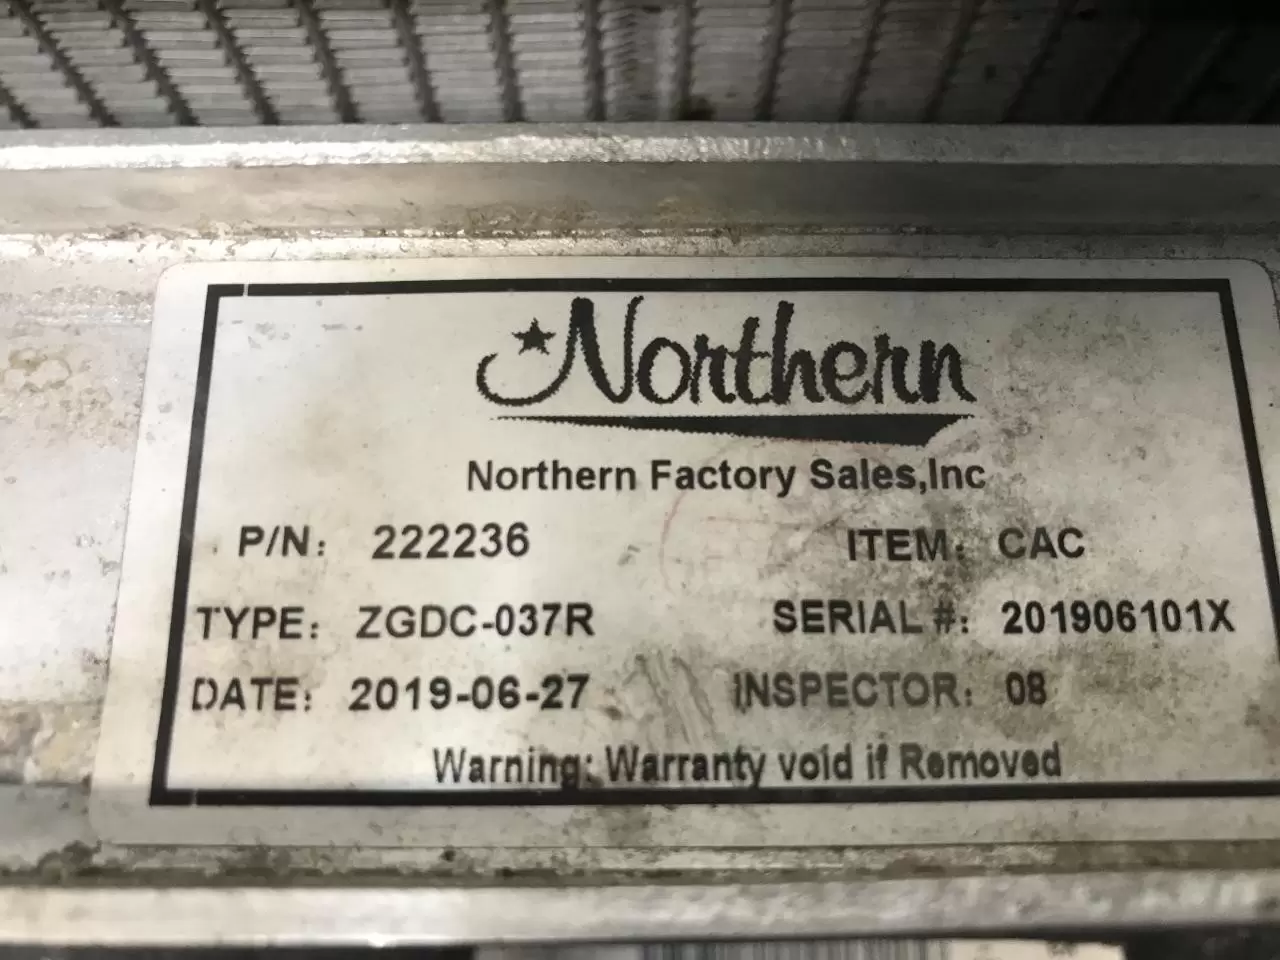 Northern
Northern Factory Sales,Inc
P/N: 222236 ITEM: CAC
TYPE: ZGDC-037R SERIAL #: 201906101X
DATE: 2019-06-27 INSPECTOR: 08
Warning: Warranty void if Removed